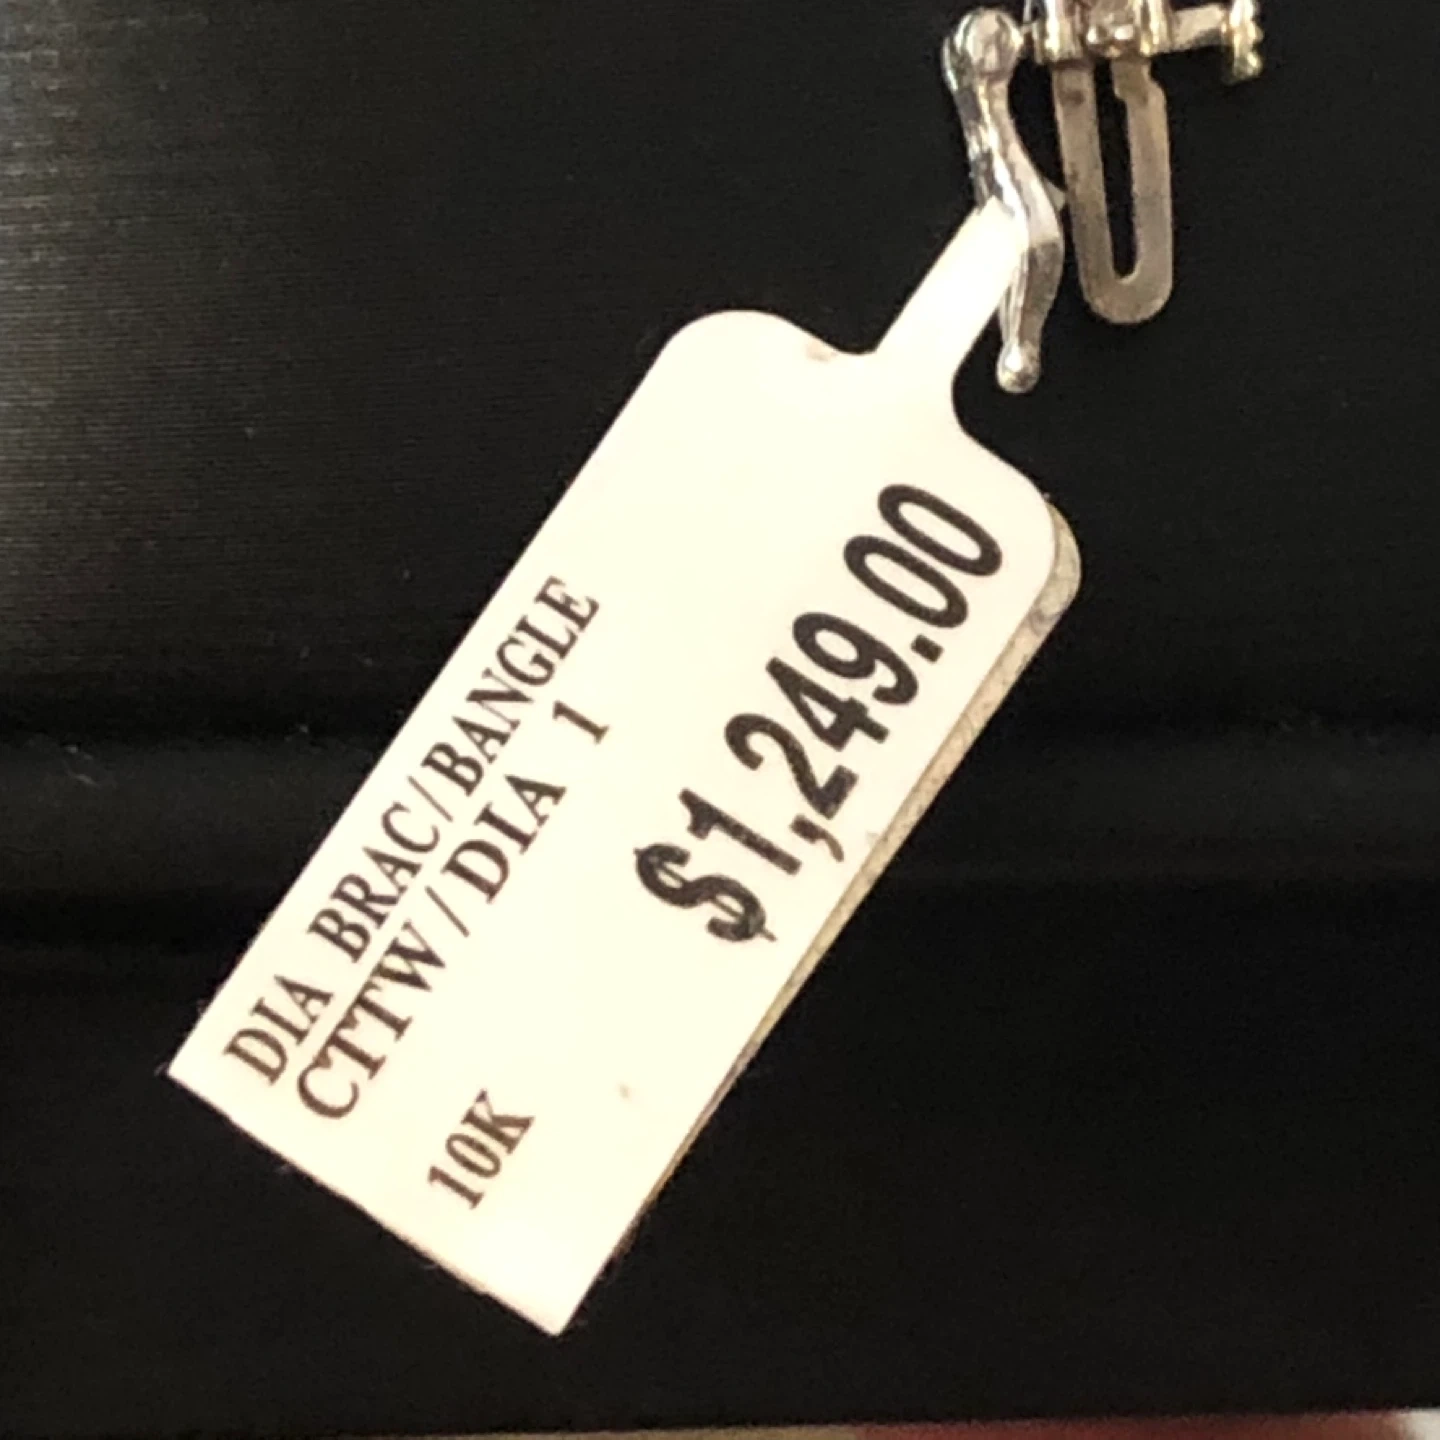 DIA BRAC/BANGLE
CTTW/DIA 1
10K
$1,249.00